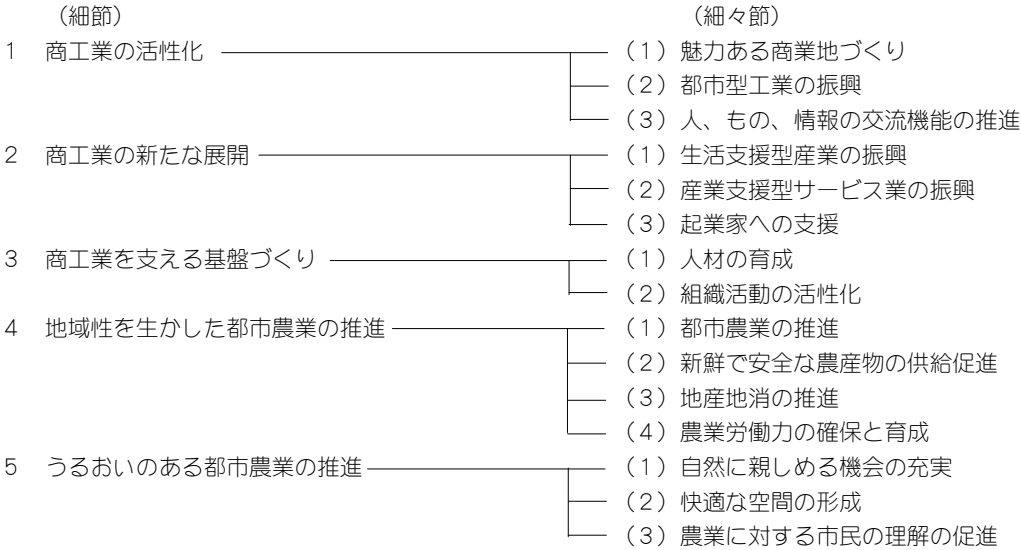 （細節） （細々節）
1 商工業の活性化 （1）魅力ある商業地づくり
（2）都市型工業の振興
（3）人、もの、情報の交流機能の推進
2 商工業の新たな展開 （1）生活支援型産業の振興
（2）産業支援型サービス業の振興
（3）起業家への支援
3 商工業を支える基盤づくり （1）人材の育成
（2）組織活動の活性化
4 地域性を生かした都市農業の推進 （1）都市農業の推進
（2）新鮮で安全な農産物の供給促進
（3）地産地消の推進
（4）農業労働力の確保と育成
5 うるおいのある都市農業の推進 （1）自然に親しめる機会の充実
（2）快適な空間の形成
（3）農業に対する市民の理解の促進